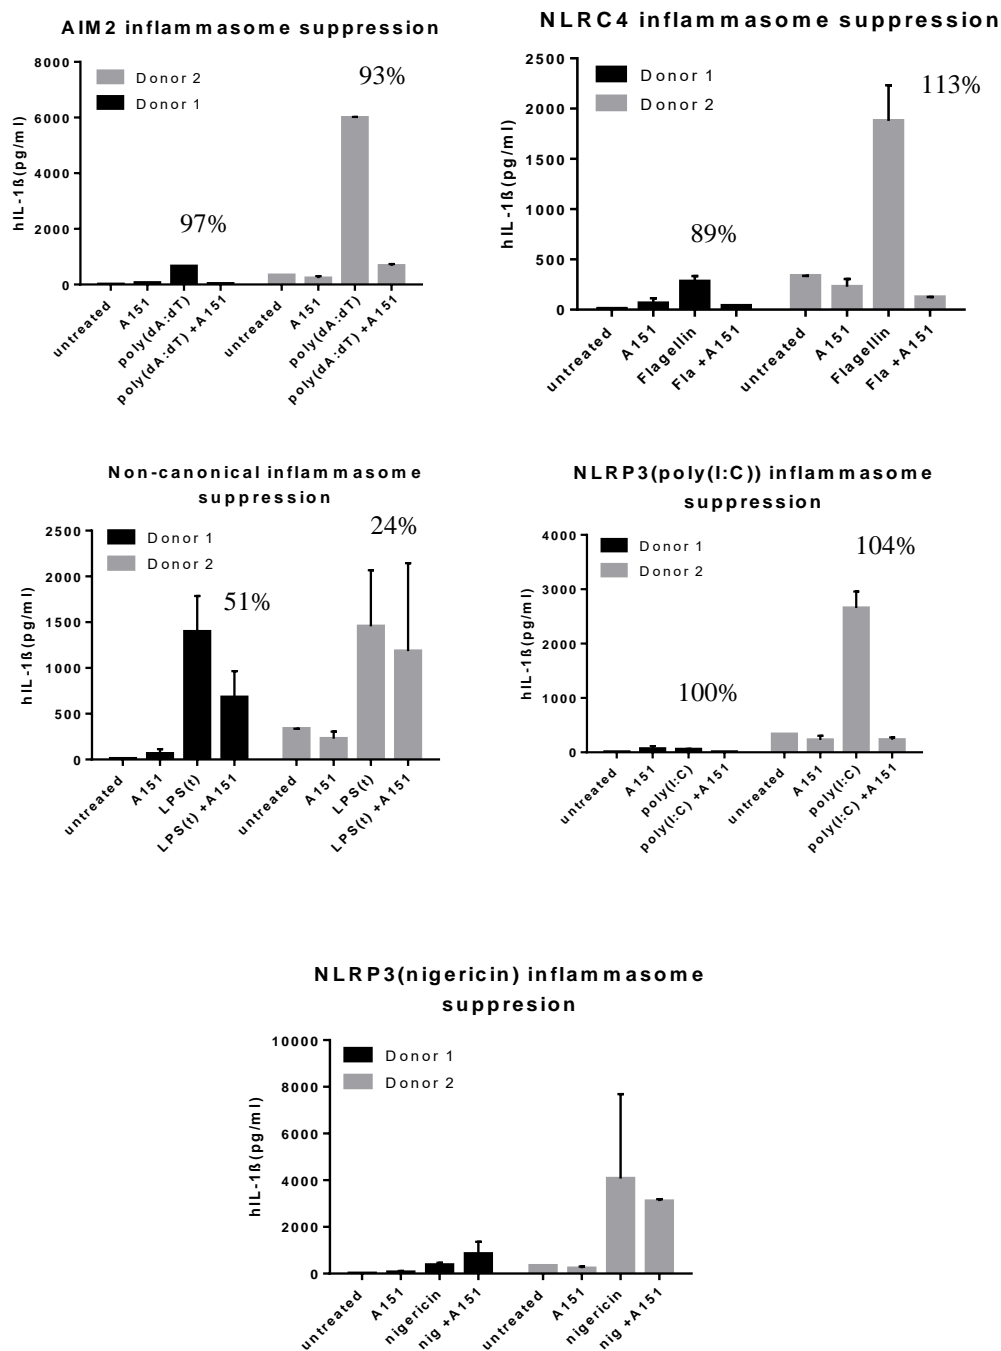 AIM2 inflammasome suppression
8000
6000
4000
2000
0
hIL-1ß(pg/ml)
Donor 2
Donor 1
97%
93%
untreated
A151
poly(dA:dT)
poly(dA:dT) +A151
untreated
A151
poly(dA:dT)
poly(dA:dT) +A151
NLRC4 inflammasome suppression
2500
2000
1500
1000
500
0
hIL-1ß(pg/ml)
Donor 1
Donor 2
89%
113%
untreated
A151
Flagellin
Fla +A151
untreated
A151
Flagellin
Fla +A151
Non-canonical inflammasome
suppression
2500
2000
1500
1000
500
0
hIL-1ß(pg/ml)
Donor 1
Donor 2
51%
24%
untreated
A151
LPS(t)
LPS(t) +A151
untreated
A151
LPS(t)
LPS(t) +A151
NLRP3(poly(I:C)) inflammasome
suppression
4000
3000
2000
1000
0
hIL-1ß(pg/ml)
Donor 1
Donor 2
100%
104%
untreated
A151
poly(I:C)
poly(I:C) +A151
untreated
A151
poly(I:C)
poly(I:C) +A151
NLRP3(nigericin) inflammasome
suppresion
10000
8000
6000
4000
2000
0
hIL-1ß(pg/ml)
Donor 1
Donor 2
untreated
A151
nigericin
nig +A151
untreated
A151
nigericin
nig +A151